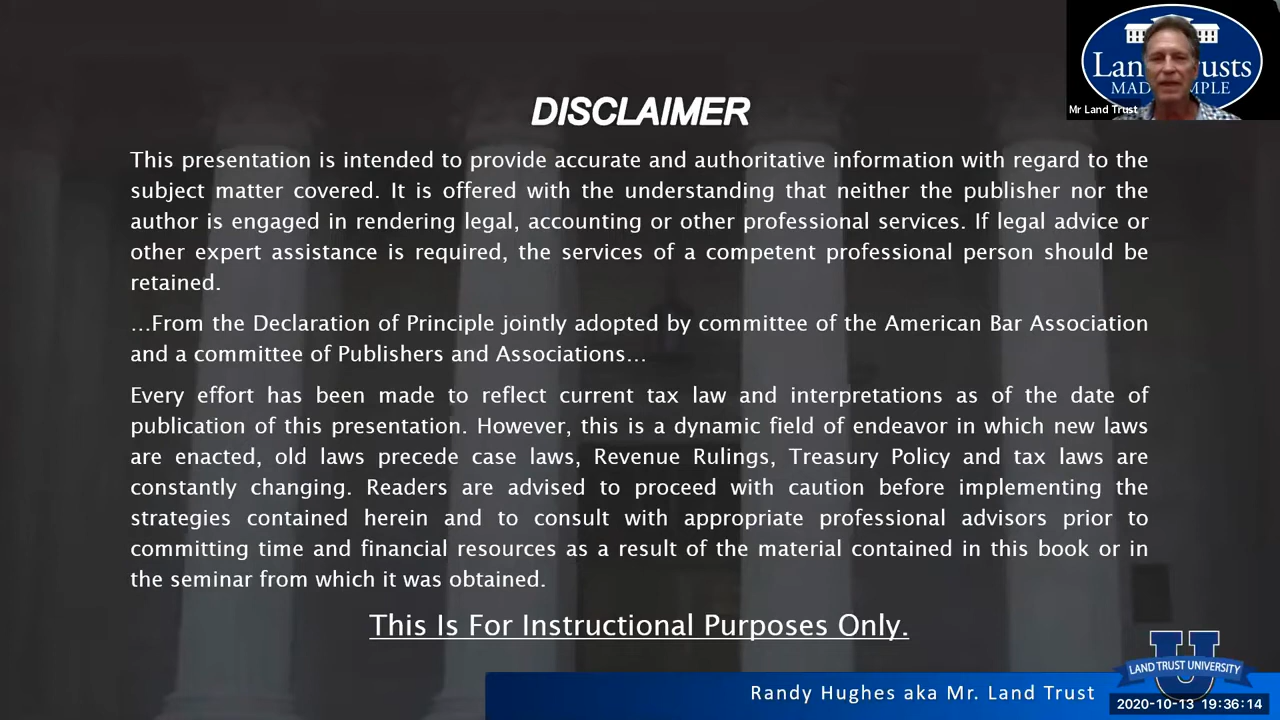 Lan usts
MAD MPLE
Mr Land Trust
DISCLAIMER
This presentation is intended to provide accurate and authoritative information with regard to the
subject matter covered. It is offered with the understanding that neither the publisher nor the
author is engaged in rendering legal, accounting or other professional services. If legal advice or
other expert assistance is required, the services of a competent professional person should be
retained.
…From the Declaration of Principle jointly adopted by committee of the American Bar Association
and a committee of Publishers and Associations…
Every effort has been made to reflect current tax law and interpretations as of the date of
publication of this presentation. However, this is a dynamic field of endeavor in which new laws
are enacted, old laws precede case laws, Revenue Rulings, Treasury Policy and tax laws are
constantly changing. Readers are advised to proceed with caution before implementing the
strategies contained herein and to consult with appropriate professional advisors prior to
committing time and financial resources as a result of the material contained in this book or in
the seminar from which it was obtained.
This Is For Instructional Purposes Only.
U
LAND TRUST UNIVERSITY
Randy Hughes aka Mr. Land Trust
2020-10-13 19:36:14